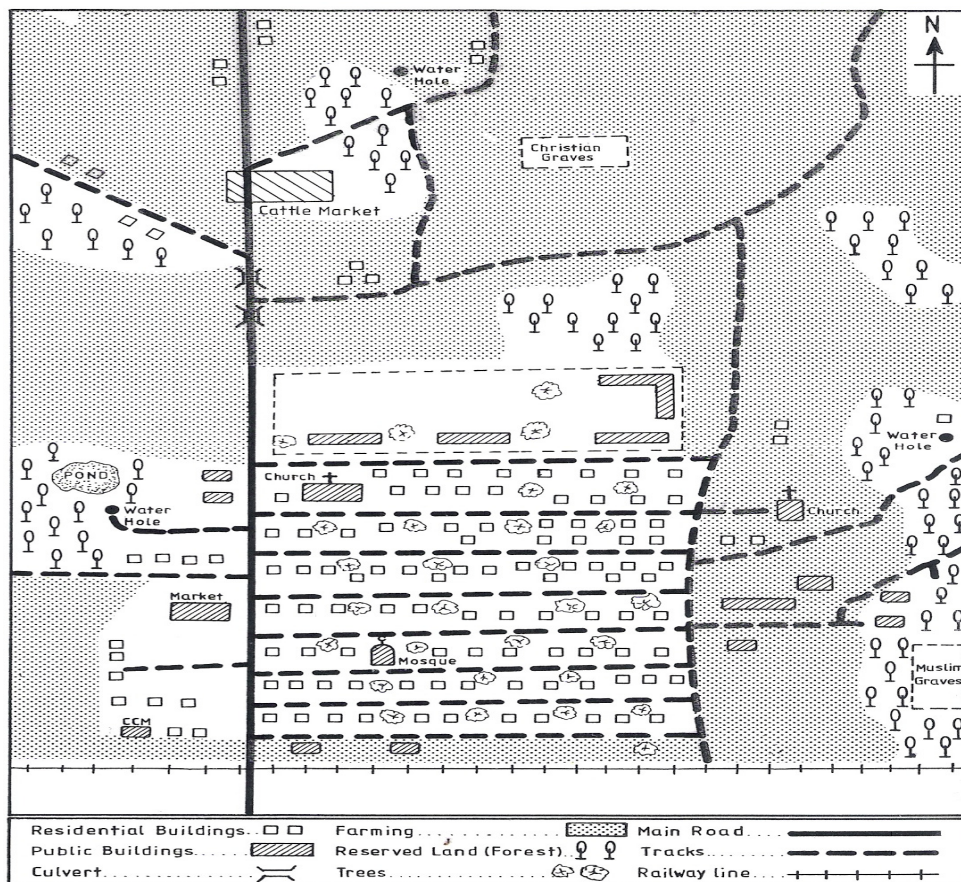 N
Water
Hole
Christian
Graves
Cattle Market
Water
Hole
POND
Church
Water
Hole
Church
Market
Mosque
Muslim
Graves
CCM
Residential Buildings.. Farming............... Main Road....
Public Buildings...... Reserved Land (Forest). Tracks........
Culvert............ Trees................ Railway line..